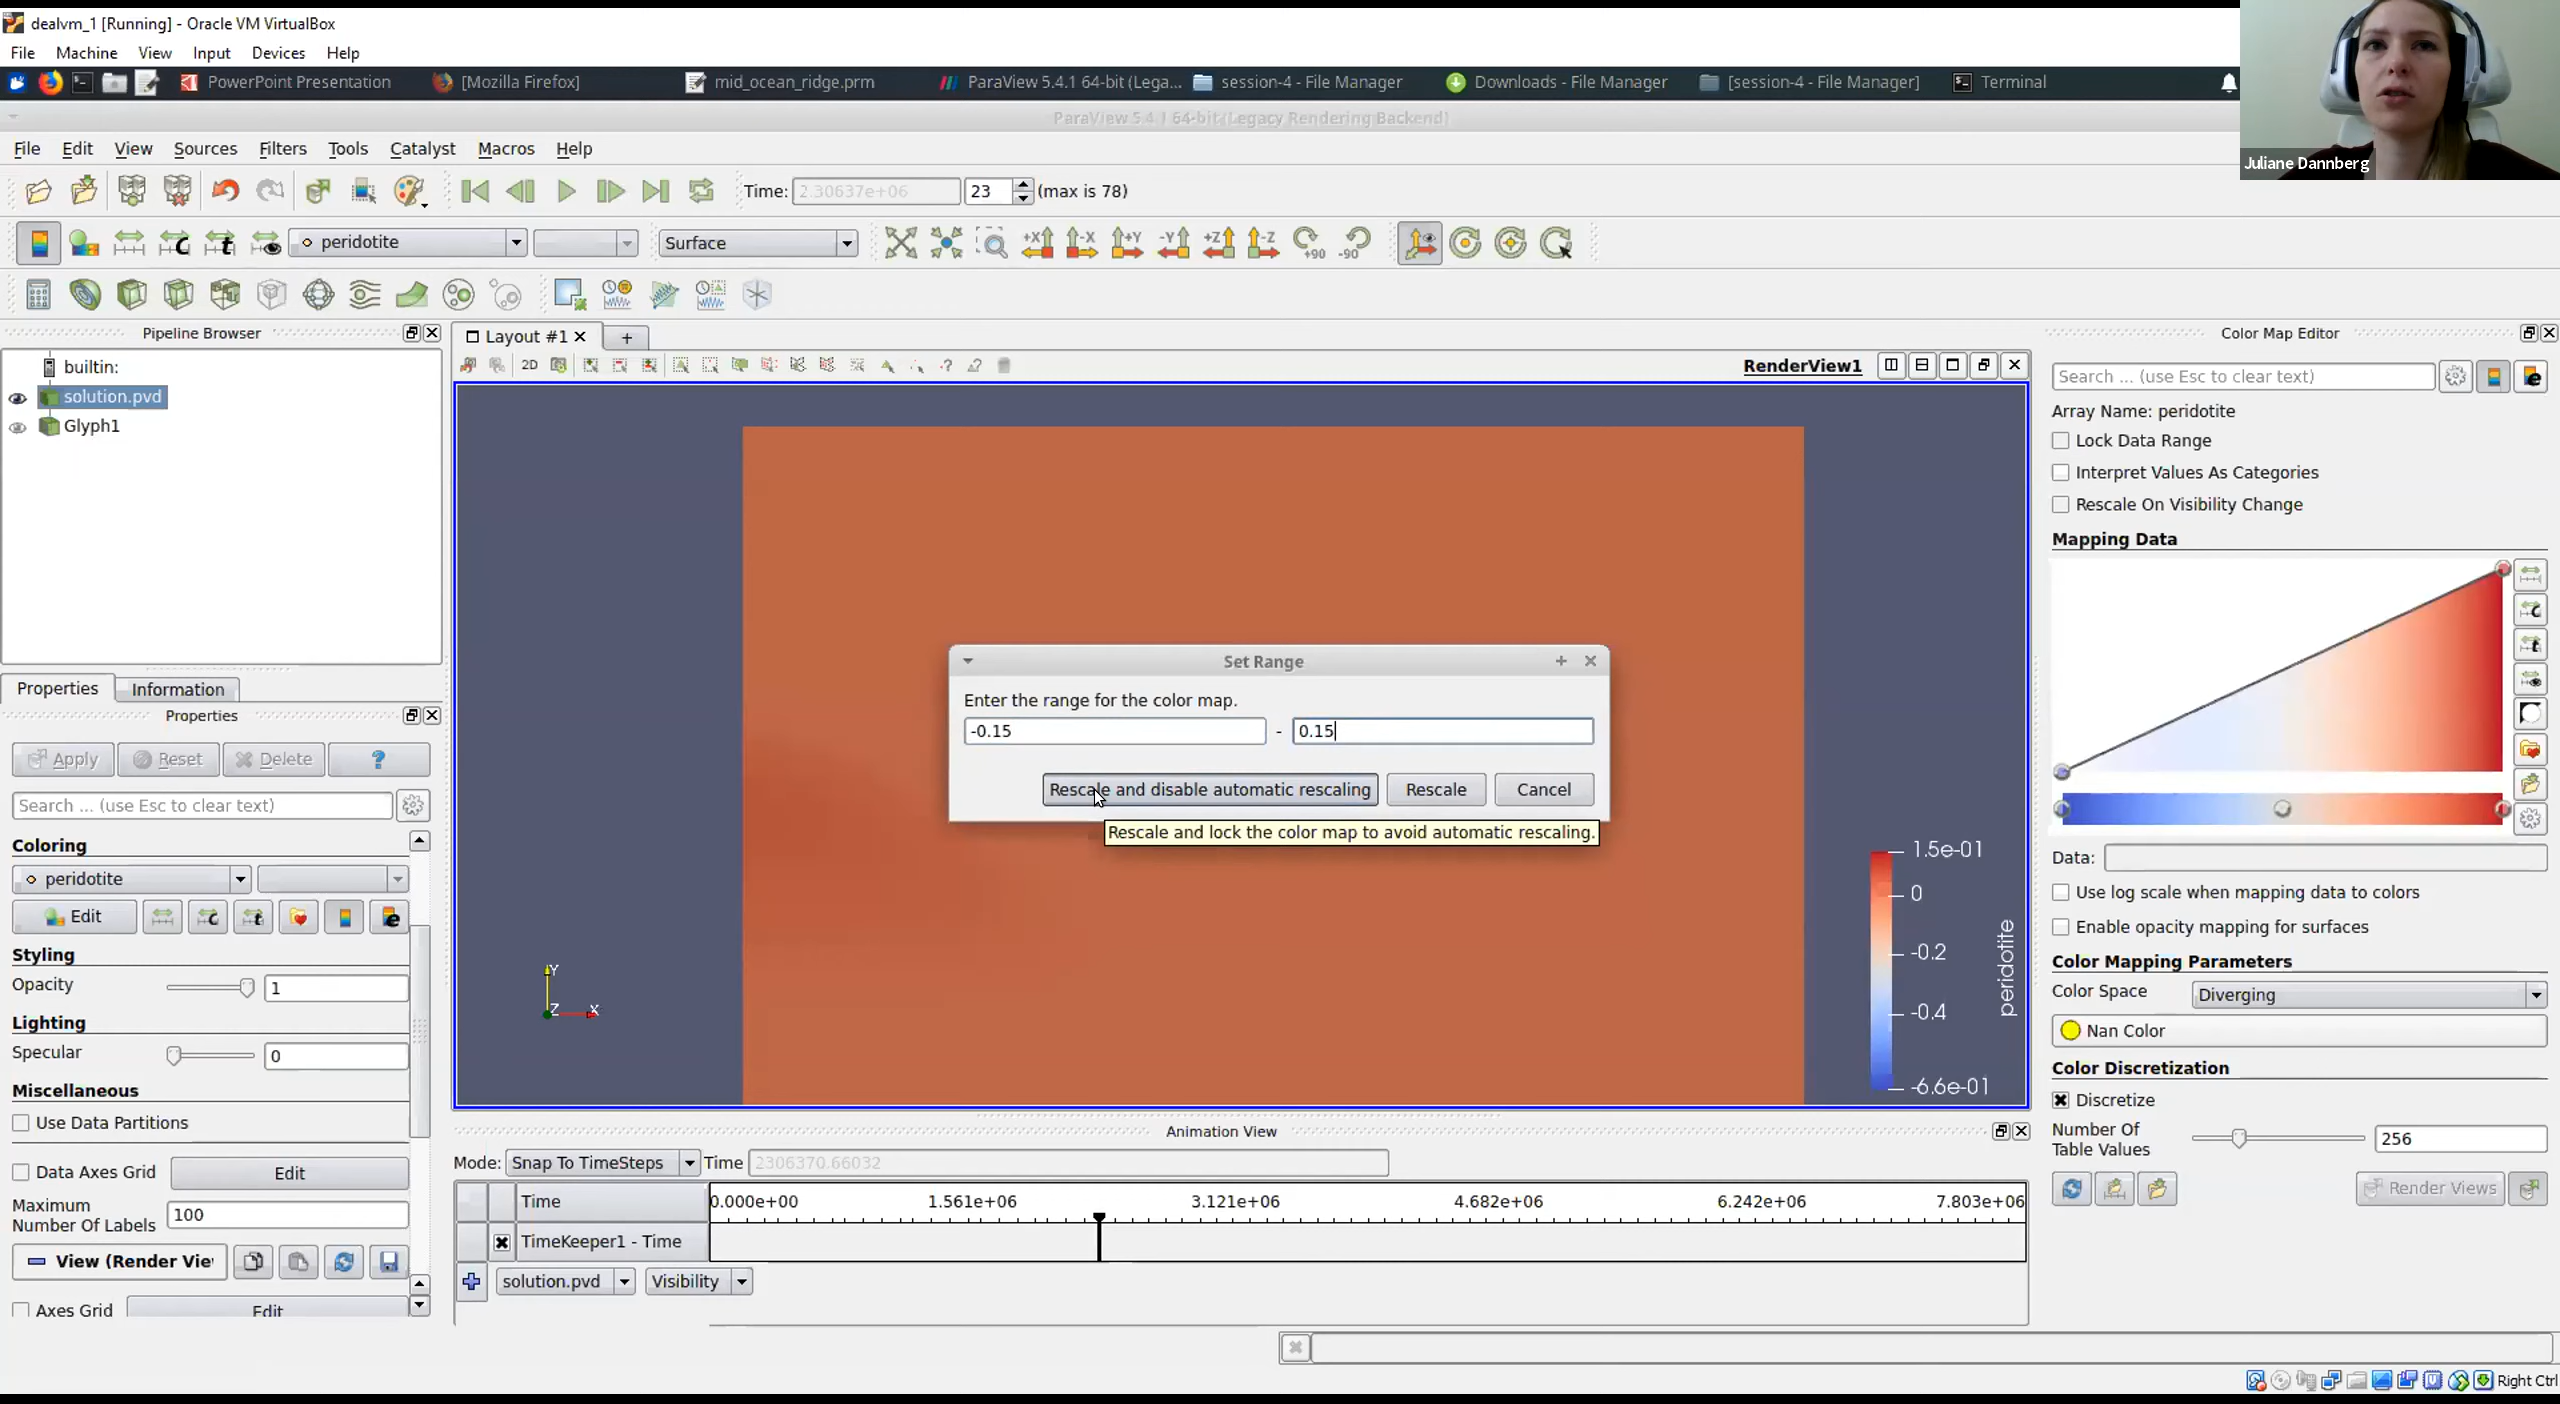 dealvm_1 [Running] - Oracle VM VirtualBox
File Machine View Input Devices Help
PowerPoint Presentation [Mozilla Firefox] mid_ocean_ridge.prm ParaView 5.4.1 64-bit (Lega... session-4 - File Manager Downloads - File Manager [session-4 - File Manager] Terminal
ParaView 5.4.1 64-bit (Legacy Rendering Backend)
Juliane Dannberg
File Edit View Sources Filters Tools Catalyst Macros Help
Time: 2.30637e+06 23 (max is 78)
peridotite Surface +X -X +Y -Y +Z -Z +90 -90
Pipeline Browser
builtin:
solution.pvd
Glyph1
Layout #1 +
2D RenderView1
Set Range
Enter the range for the color map.
-0.15 - 0.15
Rescale and disable automatic rescaling Rescale Cancel
Rescale and lock the color map to avoid automatic rescaling.
1.5e-01
0
-0.2
-0.4
-6.6e-01
peridotite
Y
Z X
Properties Information
Properties
Apply Reset Delete ?
Search ... (use Esc to clear text)
Coloring
peridotite
Edit
Styling
Opacity 1
Lighting
Specular 0
Miscellaneous
Use Data Partitions
Data Axes Grid Edit
Maximum
Number Of Labels 100
View (Render Vie
Axes Grid Edit
Animation View
Mode: Snap To TimeSteps Time 2306370.66032
Time 0.000e+00 1.561e+06 3.121e+06 4.682e+06 6.242e+06 7.803e+06
TimeKeeper1 - Time
solution.pvd Visibility
Color Map Editor
Search ... (use Esc to clear text)
Array Name: peridotite
Lock Data Range
Interpret Values As Categories
Rescale On Visibility Change
Mapping Data
Data:
Use log scale when mapping data to colors
Enable opacity mapping for surfaces
Color Mapping Parameters
Color Space Diverging
Nan Color
Color Discretization
Discretize
Number Of
Table Values 256
Render Views
Right Ctrl